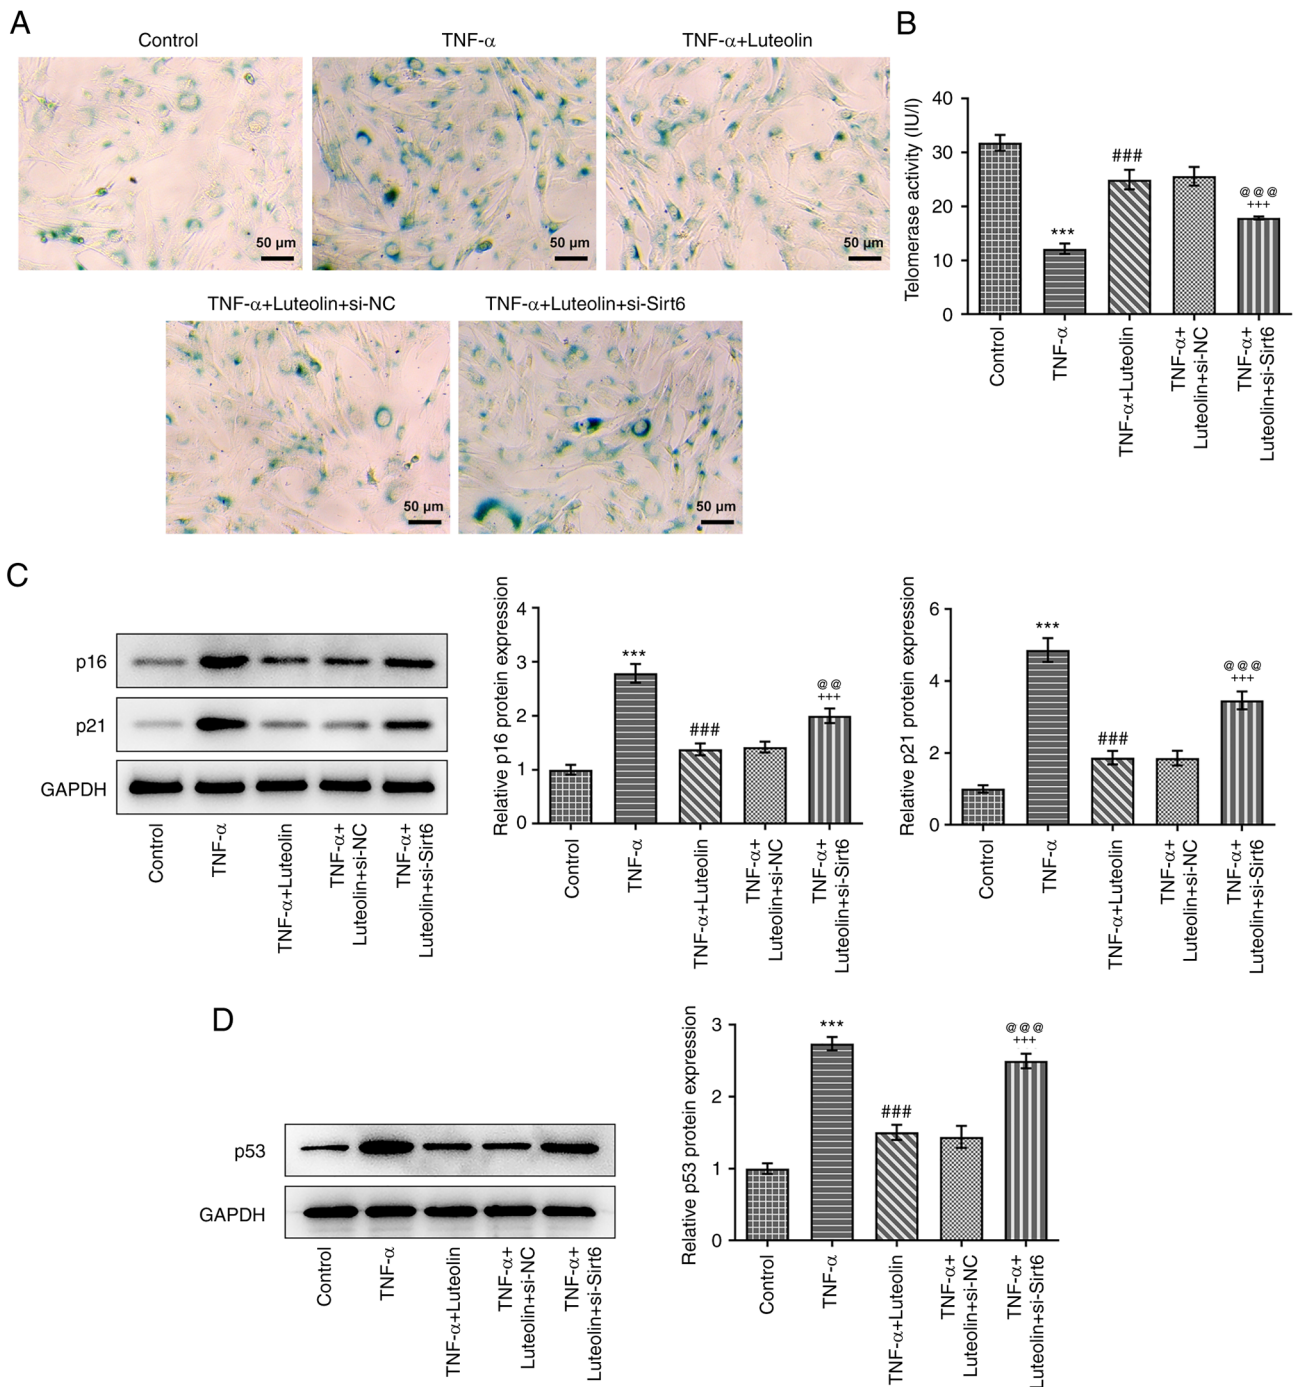 A
Control
TNF-α
TNF-α+Luteolin
50 µm
50 µm
50 µm
TNF-α+Luteolin+si-NC
TNF-α+Luteolin+si-Sirt6
50 µm
50 µm
B
Telomerase activity (IU/l)
40
30
20
10
0
***
###
@@@
+++
Control
TNF-α
TNF-α+Luteolin
TNF-α+
Luteolin+si-NC
TNF-α+
Luteolin+si-Sirt6
C
p16
p21
GAPDH
Control
TNF-α
TNF-α+Luteolin
TNF-α+
Luteolin+si-NC
TNF-α+
Luteolin+si-Sirt6
Relative p16 protein expression
4
3
2
1
0
***
###
@@
+++
Control
TNF-α
TNF-α+Luteolin
TNF-α+
Luteolin+si-NC
TNF-α+
Luteolin+si-Sirt6
Relative p21 protein expression
6
4
2
0
***
###
@@@
+++
Control
TNF-α
TNF-α+Luteolin
TNF-α+
Luteolin+si-NC
TNF-α+
Luteolin+si-Sirt6
D
p53
GAPDH
Control
TNF-α
TNF-α+Luteolin
TNF-α+
Luteolin+si-NC
TNF-α+
Luteolin+si-Sirt6
Relative p53 protein expression
3
2
1
0
***
###
@@@
+++
Control
TNF-α
TNF-α+Luteolin
TNF-α+
Luteolin+si-NC
TNF-α+
Luteolin+si-Sirt6